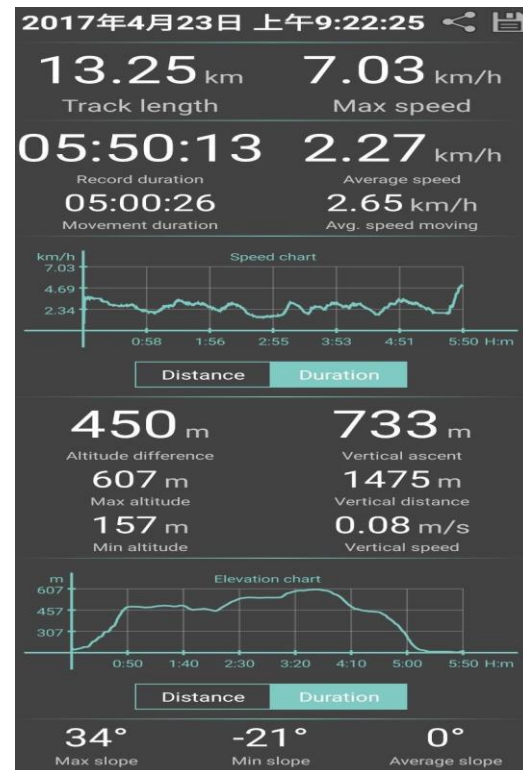 2017年4月23日 上午9:22:25
13.25 km 7.03 km/h
Track length Max speed
05:50:13 2.27 km/h
Record duration Average speed
05:00:26 2.65 km/h
Movement duration Avg. speed moving
km/h Speed chart
7.03
4.69
2.34
0:58 1:56 2:55 3:53 4:51 5:50 H:m
Distance Duration
450 m 733 m
Altitude difference Vertical ascent
607 m 1475 m
Max altitude Vertical distance
157 m 0.08 m/s
Min altitude Vertical speed
m Elevation chart
607
457
307
0:50 1:40 2:30 3:20 4:10 5:00 5:50 H:m
Distance Duration
34° -21° 0°
Max slope Min slope Average slope